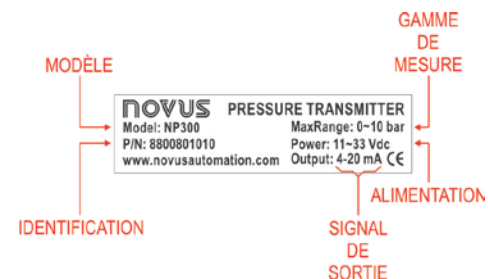 GAMME
DE
MESURE
MODÈLE
novus PRESSURE TRANSMITTER
Model: NP300 MaxRange: 0~10 bar
P/N: 8800801010 Power: 11~33 Vdc
www.novusautomation.com Output: 4-20 mA CE
ALIMENTATION
IDENTIFICATION
SIGNAL
DE
SORTIE